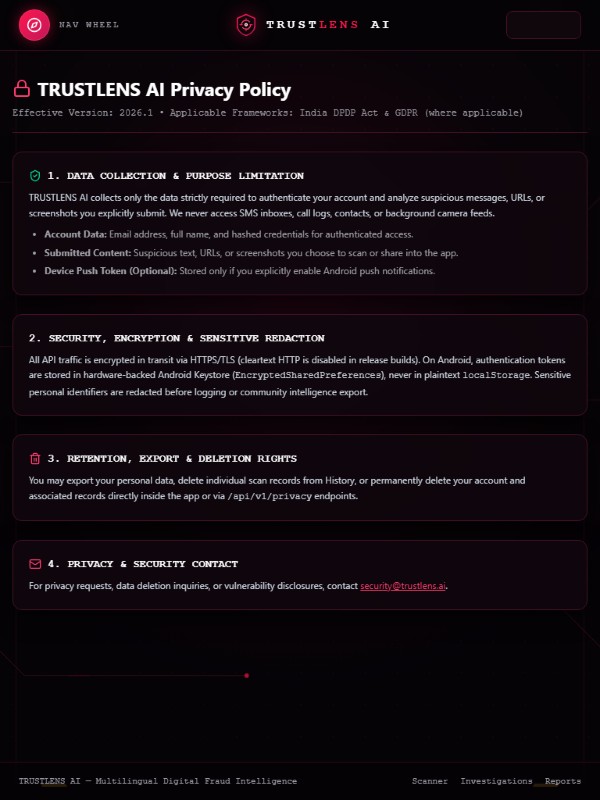 NAV WHEEL
TRUSTLENS AI
TRUSTLENS AI Privacy Policy
Effective Version: 2026.1 • Applicable Frameworks: India DPDP Act & GDPR (where applicable)
1. DATA COLLECTION & PURPOSE LIMITATION
TRUSTLENS AI collects only the data strictly required to authenticate your account and analyze suspicious messages, URLs, or
screenshots you explicitly submit. We never access SMS inboxes, call logs, contacts, or background camera feeds.
• Account Data: Email address, full name, and hashed credentials for authenticated access.
• Submitted Content: Suspicious text, URLs, or screenshots you choose to scan or share into the app.
• Device Push Token (Optional): Stored only if you explicitly enable Android push notifications.
2. SECURITY, ENCRYPTION & SENSITIVE REDACTION
All API traffic is encrypted in transit via HTTPS/TLS (cleartext HTTP is disabled in release builds). On Android, authentication tokens
are stored in hardware-backed Android Keystore (EncryptedSharedPreferences), never in plaintext localStorage. Sensitive
personal identifiers are redacted before logging or community intelligence export.
3. RETENTION, EXPORT & DELETION RIGHTS
You may export your personal data, delete individual scan records from History, or permanently delete your account and
associated records directly inside the app or via /api/v1/privacy endpoints.
4. PRIVACY & SECURITY CONTACT
For privacy requests, data deletion inquiries, or vulnerability disclosures, contact security@trustlens.ai.
TRUSTLENS AI — Multilingual Digital Fraud Intelligence
Scanner Investigations Reports